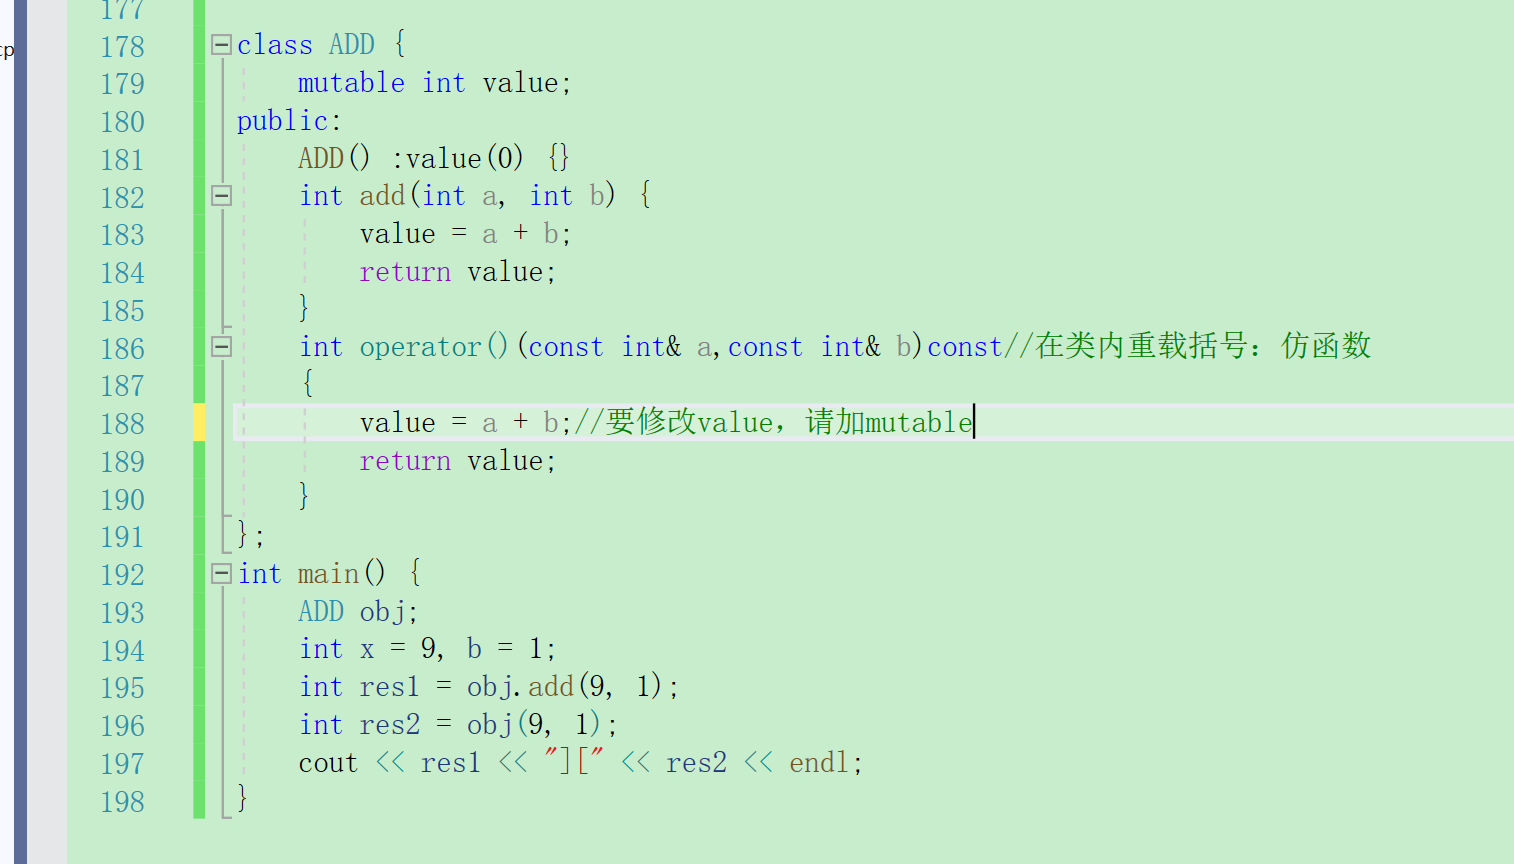 177
cp
178 class ADD {
179 mutable int value;
180 public:
181 ADD() :value(0) {}
182 int add(int a, int b) {
183 value = a + b;
184 return value;
185 }
186 int operator()(const int& a,const int& b)const//在类内重载括号：仿函数
187 {
188 value = a + b;//要修改value，请加mutable
189 return value;
190 }
191 };
192 int main() {
193 ADD obj;
194 int x = 9, b = 1;
195 int res1 = obj.add(9, 1);
196 int res2 = obj(9, 1);
197 cout << res1 << "][" << res2 << endl;
198 }